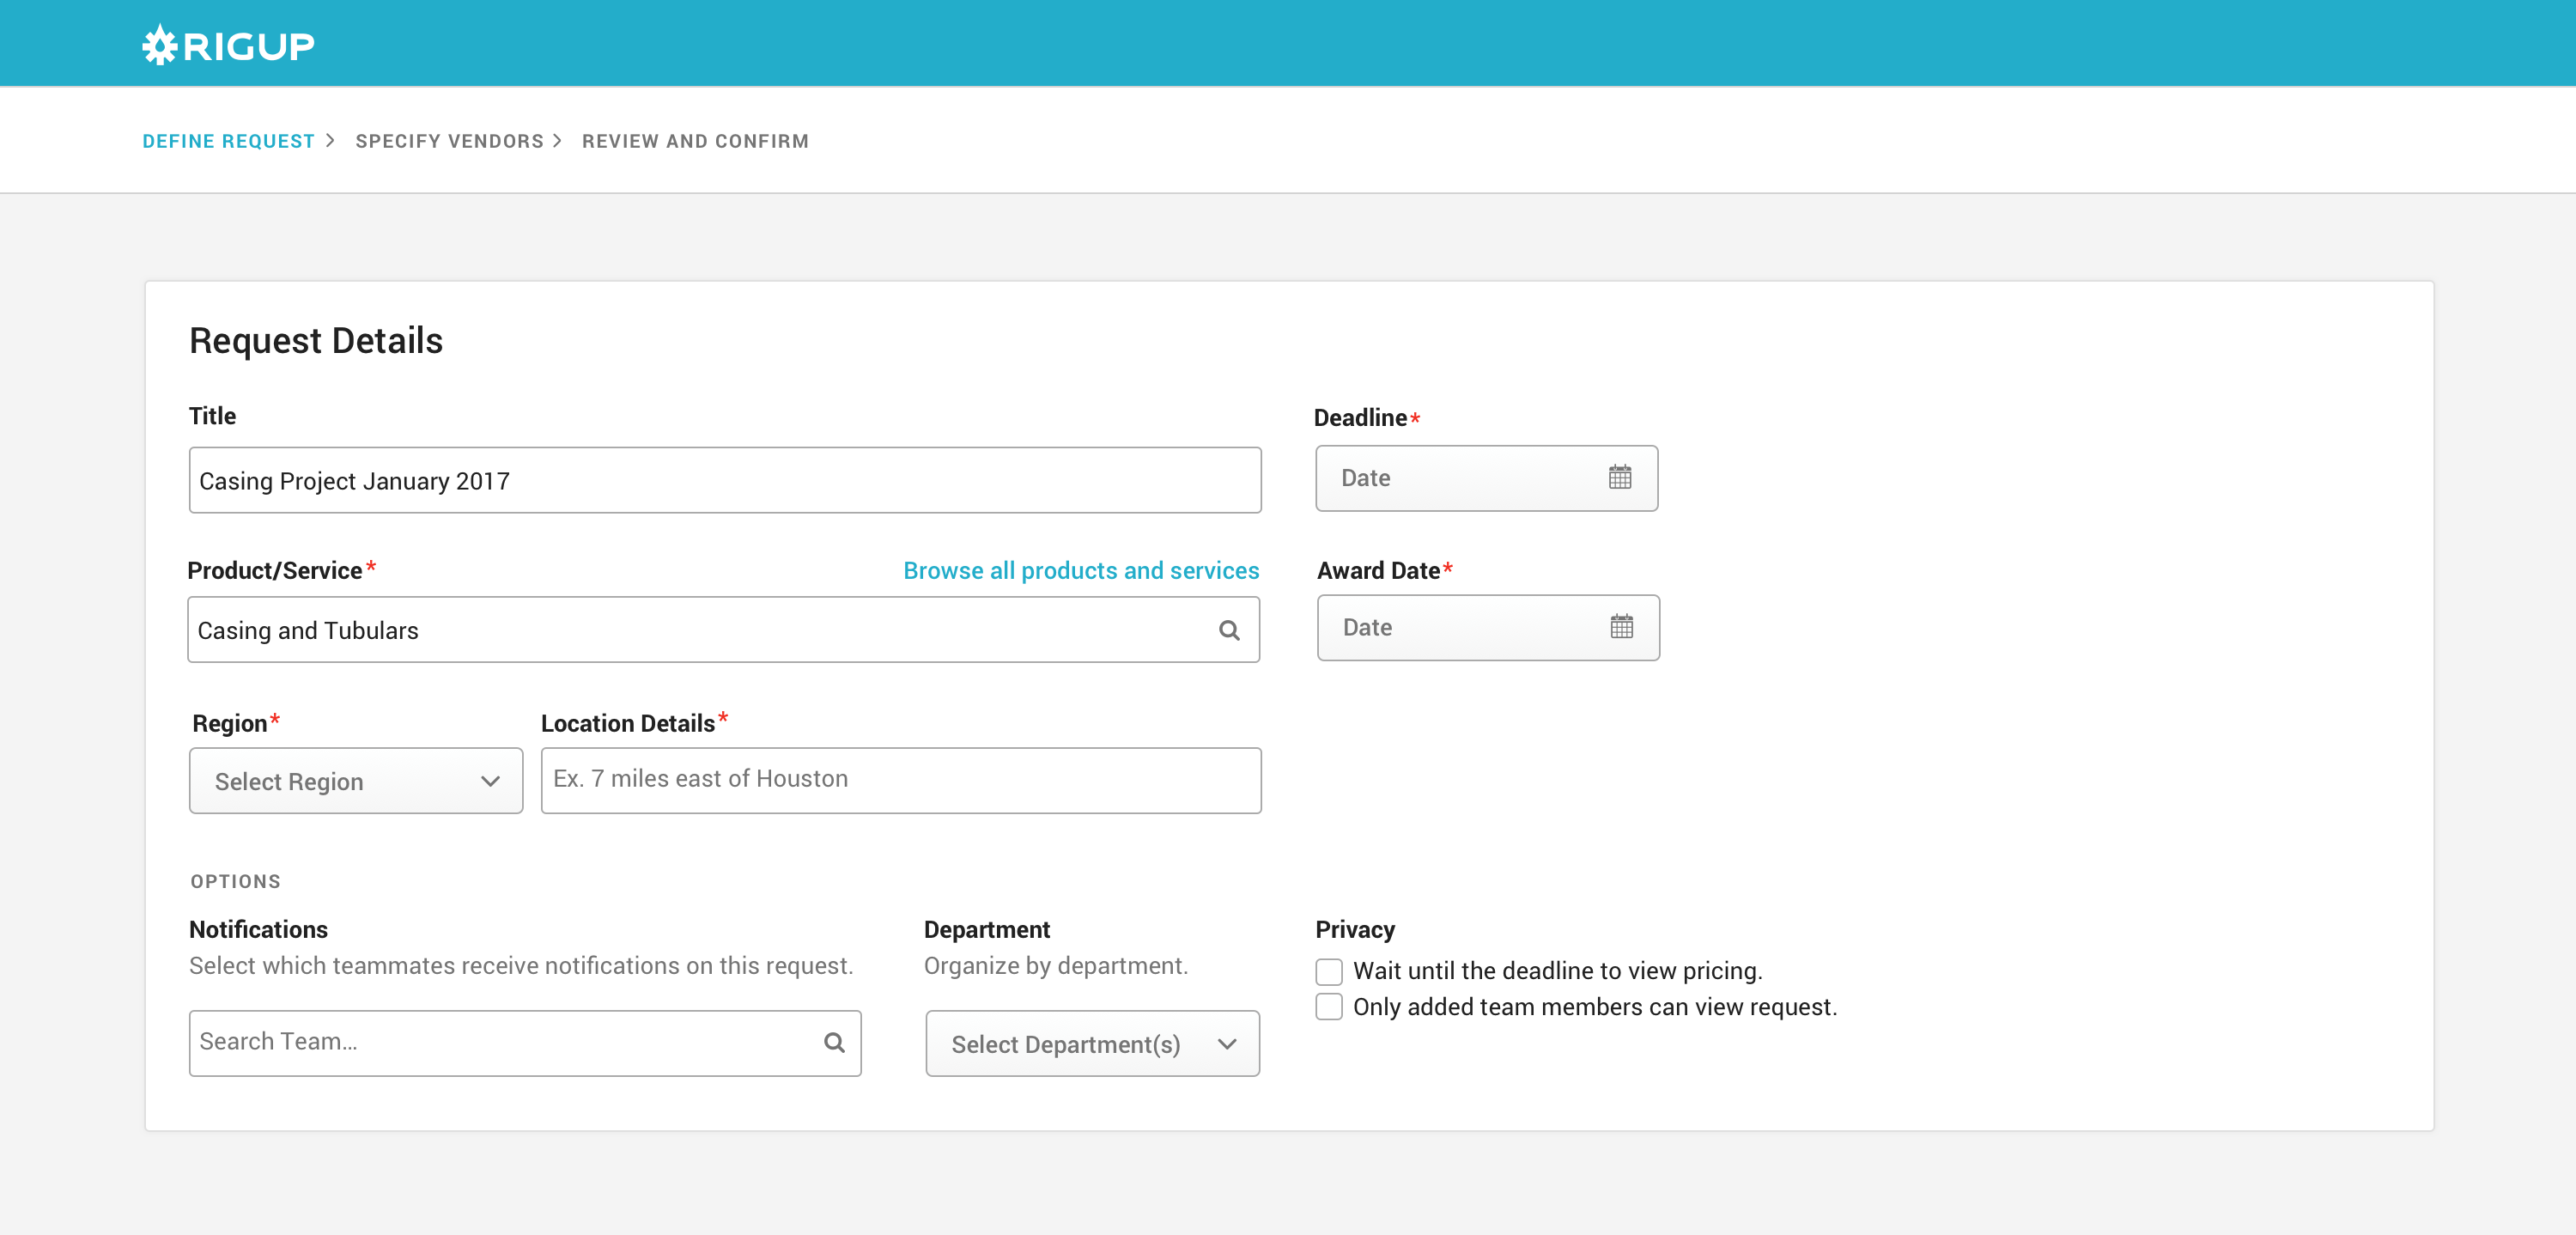 RIGUP
DEFINE REQUEST > SPECIFY VENDORS > REVIEW AND CONFIRM
Request Details
Title
Casing Project January 2017
Deadline*
Date
Product/Service* Browse all products and services
Casing and Tubulars
Award Date*
Date
Region* Location Details*
Select Region Ex. 7 miles east of Houston
OPTIONS
Notifications
Select which teammates receive notifications on this request.
Search Team...
Department
Organize by department.
Select Department(s)
Privacy
Wait until the deadline to view pricing.
Only added team members can view request.